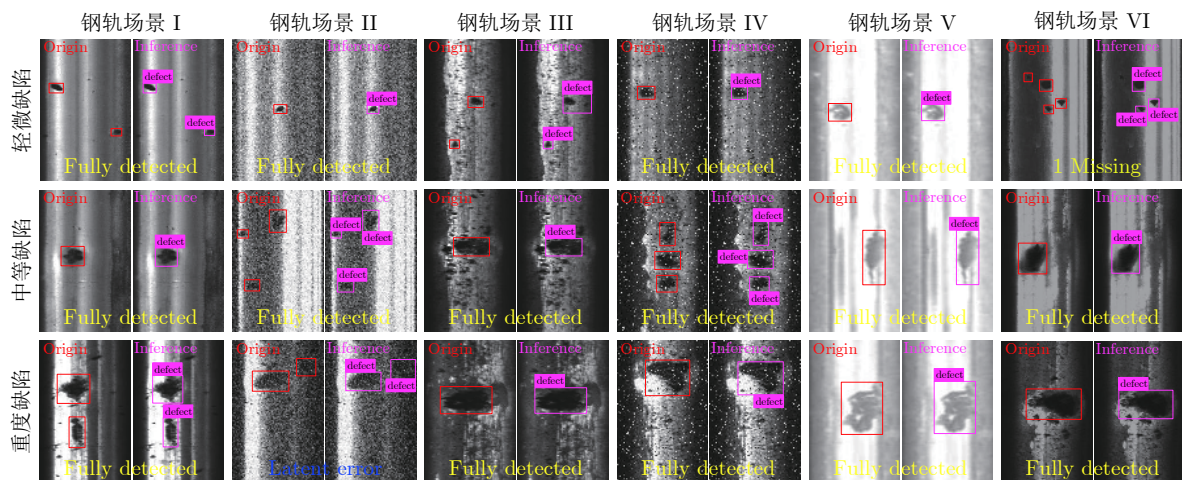 钢轨场景 I 钢轨场景 II 钢轨场景 III 钢轨场景 IV 钢轨场景 V 钢轨场景 VI
轻微缺陷
Origin Inference Origin Inference Origin Inference Origin Inference Origin Inference Origin Inference
defect defect
defect
defect defect
defect
defect
defect defect defect
Fully detected Fully detected Fully detected Fully detected Fully detected 1 Missing
中等缺陷
Origin Inference Origin Inference Origin Inference Origin Inference Origin Inference Origin Inference
defect
defect defect defect
defect
defect defect defect
defect
defect
Fully detected Fully detected Fully detected Fully detected Fully detected Fully detected
重度缺陷
Origin Inference Origin Inference Origin Inference Origin Inference Origin Inference Origin Inference
defect defect
defect defect
defect
defect defect
defect
defect
Fully detected Latent error Fully detected Fully detected Fully detected Fully detected